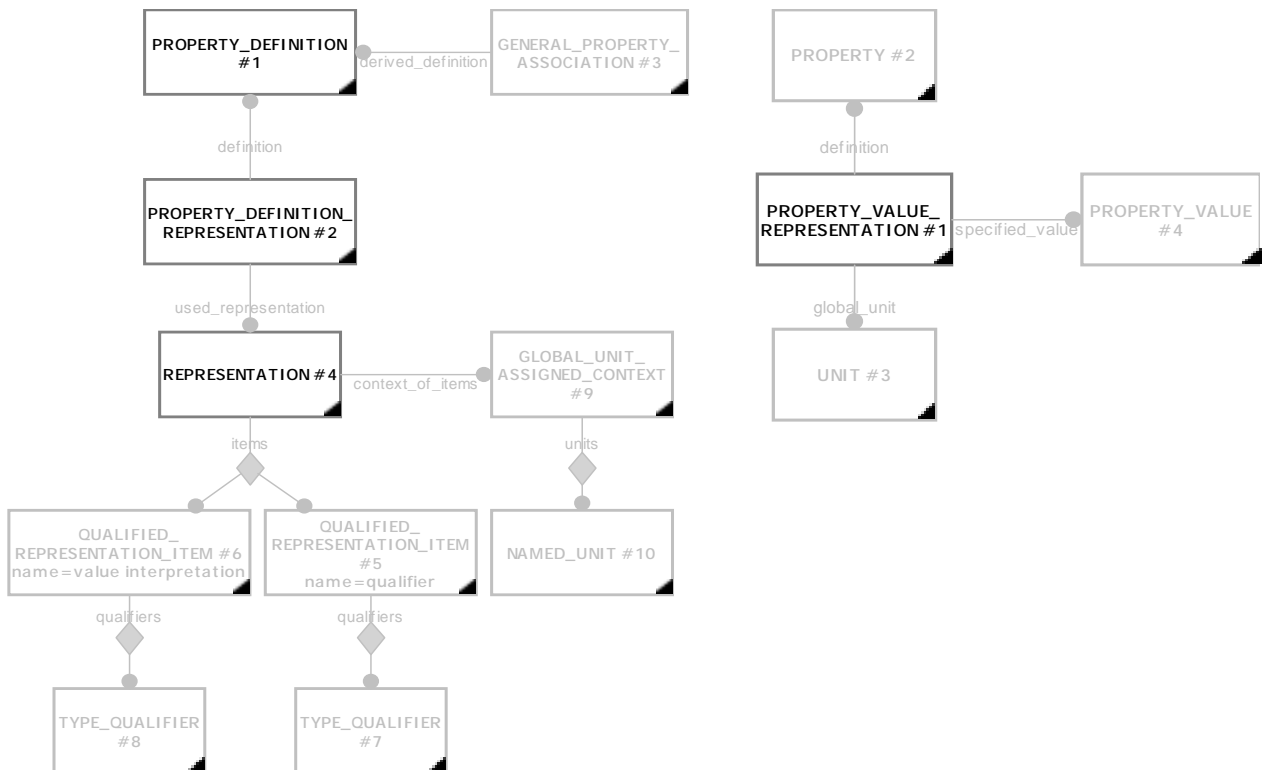 PROPERTY_DEFINITION
#1
derived_definition
GENERAL_PROPERTY_
ASSOCIATION #3
PROPERTY #2
definition
definition
PROPERTY_DEFINITION_
REPRESENTATION #2
PROPERTY_VALUE_
REPRESENTATION #1
specified_value
PROPERTY_VALUE
#4
used_representation
global_unit
REPRESENTATION #4
context_of_items
GLOBAL_UNIT_
ASSIGNED_CONTEXT
#9
UNIT #3
items
units
QUALIFIED_
REPRESENTATION_ITEM #6
name=value interpretation
QUALIFIED_
REPRESENTATION_ITEM
#5
name=qualifier
NAMED_UNIT #10
qualifiers
qualifiers
TYPE_QUALIFIER
#8
TYPE_QUALIFIER
#7